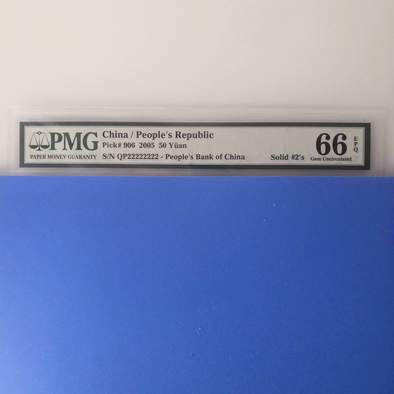 PMG
PAPER MONEY GUARANTY
China / People's Republic
Pick# 906 2005 50 Yüan
S/N QP22222222 - People's Bank of China
Solid #2's
66 EPQ
Gem Uncirculated